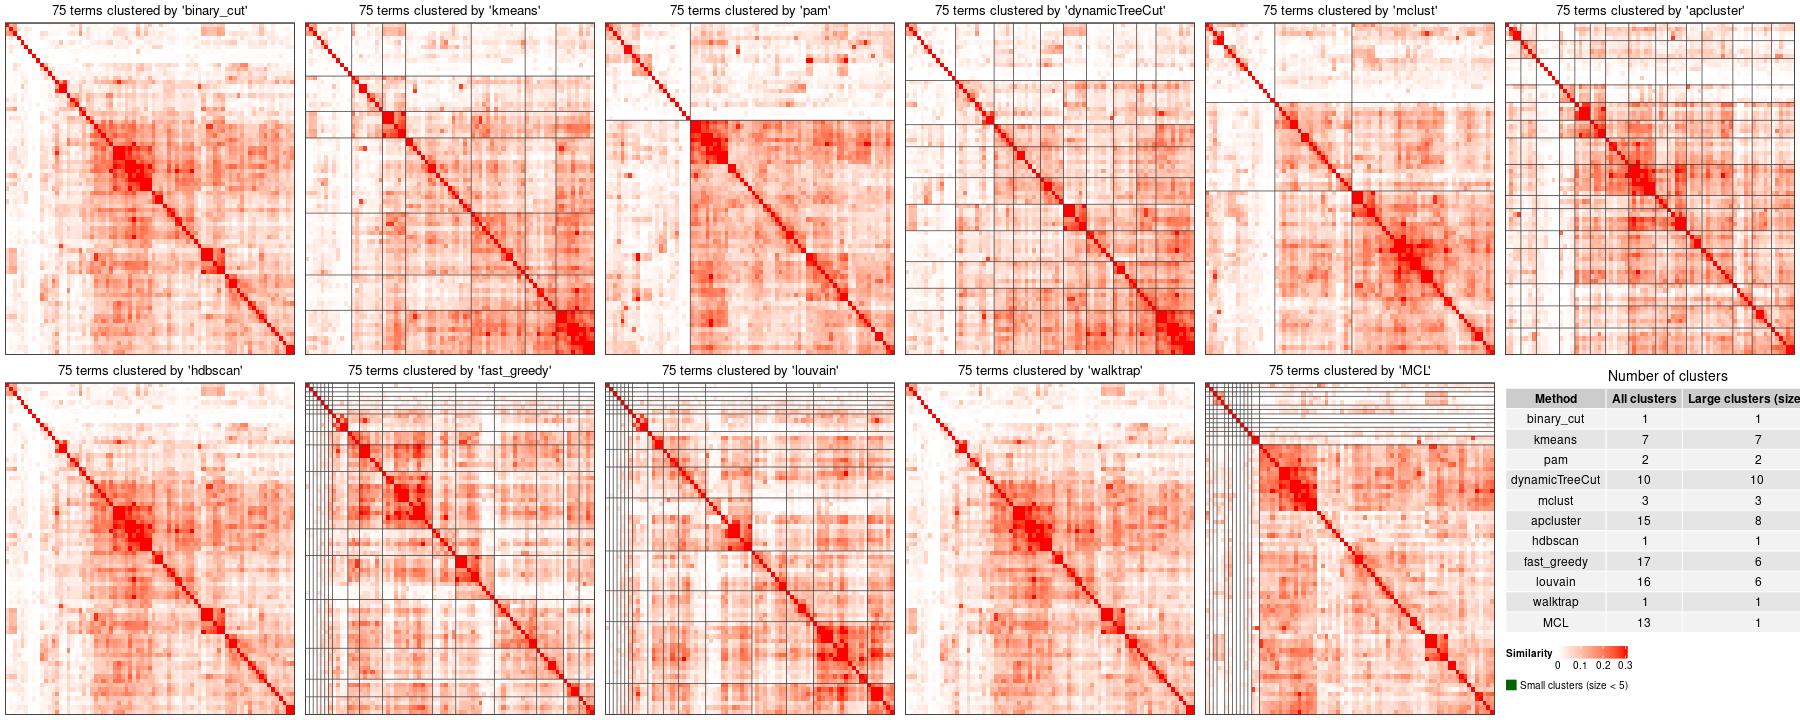 75 terms clustered by 'binary_cut'
75 terms clustered by 'kmeans'
75 terms clustered by 'pam'
75 terms clustered by 'dynamicTreeCut'
75 terms clustered by 'mclust'
75 terms clustered by 'apcluster'
75 terms clustered by 'hdbscan'
75 terms clustered by 'fast_greedy'
75 terms clustered by 'louvain'
75 terms clustered by 'walktrap'
75 terms clustered by 'MCL'
Number of clusters
Method All clusters Large clusters (size
binary_cut 1 1
kmeans 7 7
pam 2 2
dynamicTreeCut 10 10
mclust 3 3
apcluster 15 8
hdbscan 1 1
fast_greedy 17 6
louvain 16 6
walktrap 1 1
MCL 13 1
Similarity
0 0.1 0.2 0.3
Small clusters (size < 5)